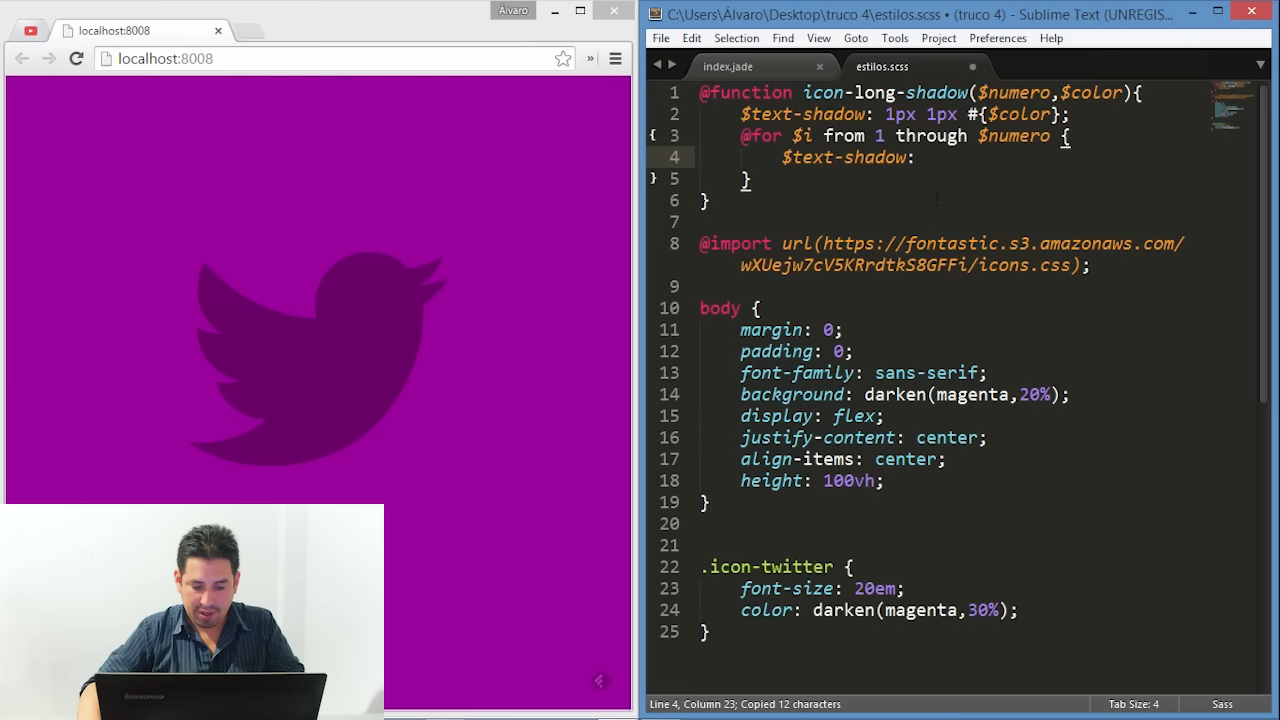 Álvaro
localhost:8008
localhost:8008
»
C:\Users\Álvaro\Desktop\truco 4\estilos.scss • (truco 4) - Sublime Text (UNREGIS...
File Edit Selection Find View Goto Tools Project Preferences Help
index.jade
estilos.scss
1 @function icon-long-shadow($numero,$color){
2 $text-shadow: 1px 1px #{$color};
3 @for $i from 1 through $numero {
4 $text-shadow:
5 }
6 }
7
8 @import url(https://fontastic.s3.amazonaws.com/
wXUejw7cV5KRrdtkS8GFFi/icons.css);
9
10 body {
11 margin: 0;
12 padding: 0;
13 font-family: sans-serif;
14 background: darken(magenta,20%);
15 display: flex;
16 justify-content: center;
17 align-items: center;
18 height: 100vh;
19 }
20
21
22 .icon-twitter {
23 font-size: 20em;
24 color: darken(magenta,30%);
25 }
Line 4, Column 23; Copied 12 characters
Tab Size: 4
Sass